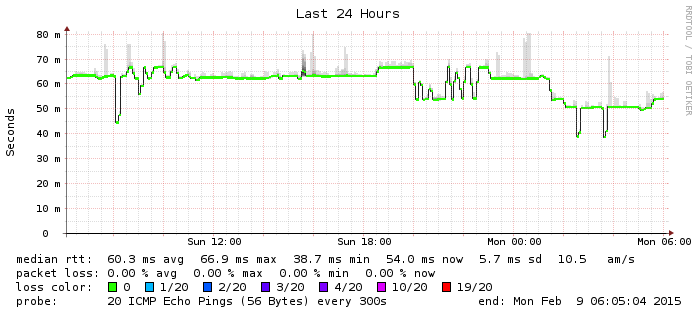 Last 24 Hours
RRDTOOL / TOBI OETIKER
Seconds
80 m
70 m
60 m
50 m
40 m
30 m
20 m
10 m
0
Sun 12:00 Sun 18:00 Mon 00:00 Mon 06:00
median rtt: 60.3 ms avg 66.9 ms max 38.7 ms min 54.0 ms now 5.7 ms sd 10.5 am/s
packet loss: 0.00 % avg 0.00 % max 0.00 % min 0.00 % now
loss color: 0 1/20 2/20 3/20 4/20 10/20 19/20
probe: 20 ICMP Echo Pings (56 Bytes) every 300s end: Mon Feb 9 06:05:04 2015